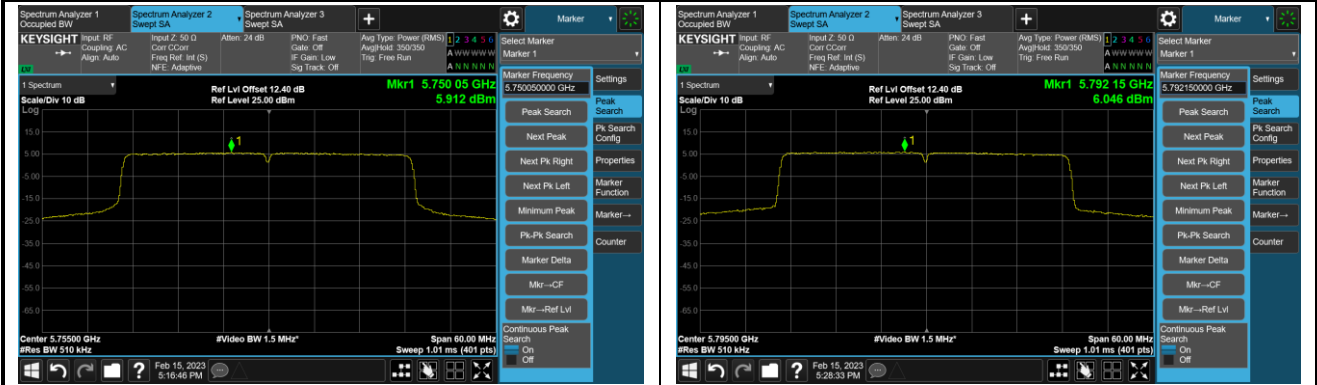 Spectrum Analyzer 1
Occupied BW
Spectrum Analyzer 2
Swept SA
Spectrum Analyzer 3
Swept SA
+
Marker
KEYSIGHT
Input: RF
Coupling: AC
Align: Auto
Input Z: 50 Ω
Corr CCorr
Freq Ref: Int (S)
NFE: Adaptive
Atten: 24 dB
PNO: Fast
Gate: Off
IF Gain: Low
Sig Track: Off
Avg Type: Power (RMS)
Avg|Hold: 350/350
Trig: Free Run
1 2 3 4 5 6
A W W W W W
A N N N N N
Select Marker
Marker 1
Marker Frequency
5.750050000 GHz
Settings
1 Spectrum
Scale/Div 10 dB
Log
Ref Lvl Offset 12.40 dB
Ref Level 25.00 dBm
Mkr1 5.750 05 GHz
5.912 dBm
15.0
5.00
-5.00
-15.0
-25.0
-35.0
-45.0
-55.0
-65.0
1
Peak Search
Next Peak
Next Pk Right
Next Pk Left
Minimum Peak
Pk-Pk Search
Marker Delta
Mkr→CF
Mkr→Ref Lvl
Continuous Peak
Search
On
Off
Peak
Search
Pk Search
Config
Properties
Marker
Function
Marker→
Counter
Center 5.75500 GHz
#Res BW 510 kHz
#Video BW 1.5 MHz*
Span 60.00 MHz
Sweep 1.01 ms (401 pts)
?
Feb 15, 2023
5:16:46 PM
Spectrum Analyzer 1
Occupied BW
Spectrum Analyzer 2
Swept SA
Spectrum Analyzer 3
Swept SA
+
Marker
KEYSIGHT
Input: RF
Coupling: AC
Align: Auto
Input Z: 50 Ω
Corr CCorr
Freq Ref: Int (S)
NFE: Adaptive
Atten: 24 dB
PNO: Fast
Gate: Off
IF Gain: Low
Sig Track: Off
Avg Type: Power (RMS)
Avg|Hold: 350/350
Trig: Free Run
1 2 3 4 5 6
A W W W W W
A N N N N N
Select Marker
Marker 1
Marker Frequency
5.792150000 GHz
Settings
1 Spectrum
Scale/Div 10 dB
Log
Ref Lvl Offset 12.40 dB
Ref Level 25.00 dBm
Mkr1 5.792 15 GHz
6.046 dBm
15.0
5.00
-5.00
-15.0
-25.0
-35.0
-45.0
-55.0
-65.0
1
Peak Search
Next Peak
Next Pk Right
Next Pk Left
Minimum Peak
Pk-Pk Search
Marker Delta
Mkr→CF
Mkr→Ref Lvl
Continuous Peak
Search
On
Off
Peak
Search
Pk Search
Config
Properties
Marker
Function
Marker→
Counter
Center 5.79500 GHz
#Res BW 510 kHz
#Video BW 1.5 MHz*
Span 60.00 MHz
Sweep 1.01 ms (401 pts)
?
Feb 15, 2023
5:28:33 PM